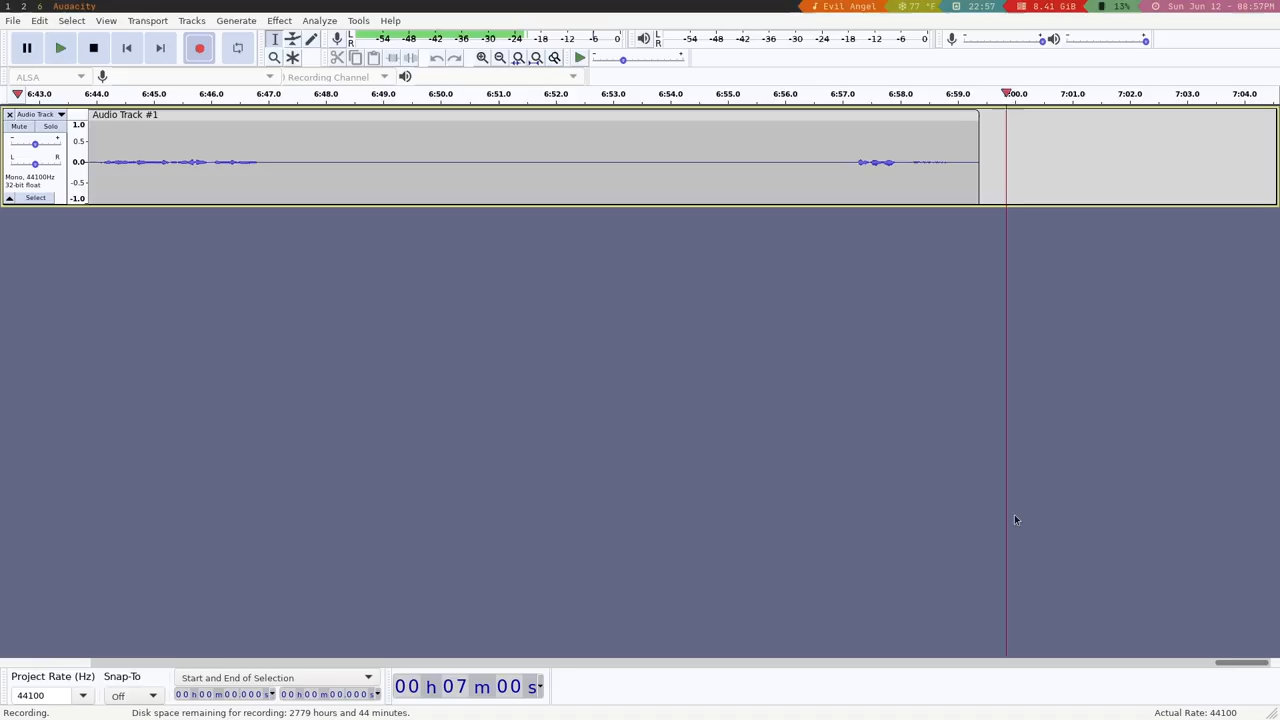 1 2 6 Audacity Evil Angel 77 °F 22:57 8.41 GiB 13% Sun Jun 12 - 08:57PM
File Edit Select View Transport Tracks Generate Effect Analyze Tools Help
L R -54 -48 -42 -36 -30 -24 -18 -12 -6 0 L R -54 -48 -42 -36 -30 -24 -18 -12 -6 0
ALSA ) Recording Channel
6:43.0 6:44.0 6:45.0 6:46.0 6:47.0 6:48.0 6:49.0 6:50.0 6:51.0 6:52.0 6:53.0 6:54.0 6:55.0 6:56.0 6:57.0 6:58.0 6:59.0 7:00.0 7:01.0 7:02.0 7:03.0 7:04.0
Audio Track Audio Track #1
Mute Solo 1.0
- + 0.5
L R 0.0
Mono, 44100Hz
32-bit float -0.5
Select -1.0
Project Rate (Hz) Snap-To Start and End of Selection
44100 Off 00 h 00 m 00.000 s 00 h 00 m 00.000 s 00 h 07 m 00 s
Recording. Disk space remaining for recording: 2779 hours and 44 minutes. Actual Rate: 44100